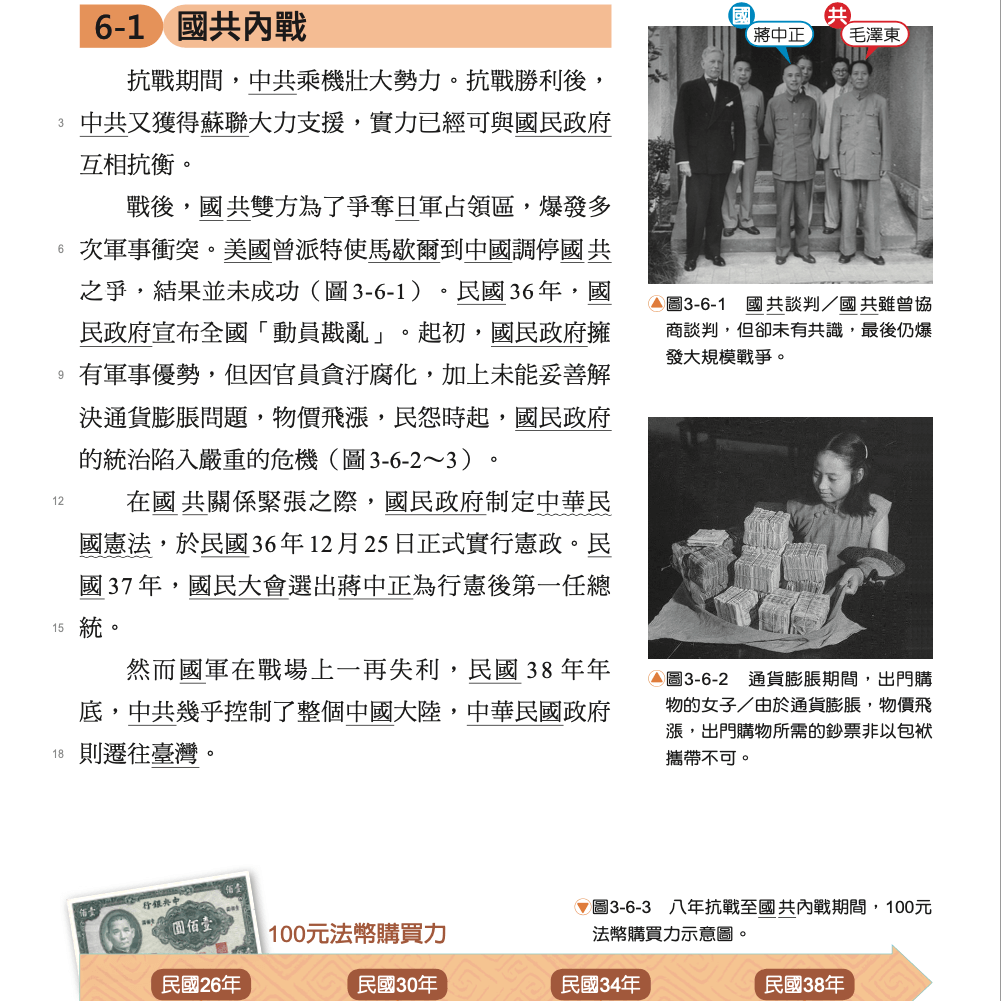 6-1 國共內戰
抗戰期間，中共乘機壯大勢力。抗戰勝利後，
3 中共又獲得蘇聯大力支援，實力已經可與國民政府
互相抗衡。
戰後，國共雙方為了爭奪日軍占領區，爆發多
6 次軍事衝突。美國曾派特使馬歇爾到中國調停國共
之爭，結果並未成功（圖3-6-1）。民國36年，國
民政府宣布全國「動員戡亂」。起初，國民政府擁
9 有軍事優勢，但因官員貪汙腐化，加上未能妥善解
決通貨膨脹問題，物價飛漲，民怨時起，國民政府
的統治陷入嚴重的危機（圖3-6-2～3）。
12 在國共關係緊張之際，國民政府制定中華民
國憲法，於民國36年12月25日正式實行憲政。民
國37年，國民大會選出蔣中正為行憲後第一任總
15 統。
然而國軍在戰場上一再失利，民國38年年
底，中共幾乎控制了整個中國大陸，中華民國政府
18 則遷往臺灣。
國
蔣中正
共
毛澤東
圖3-6-1 國共談判／國共雖曾協
商談判，但卻未有共識，最後仍爆
發大規模戰爭。
圖3-6-2 通貨膨脹期間，出門購
物的女子／由於通貨膨脹，物價飛
漲，出門購物所需的鈔票非以包袱
攜帶不可。
圖3-6-3 八年抗戰至國共內戰期間，100元
法幣購買力示意圖。
佰壹
行銀央中
佰壹
圓佰壹
100元法幣購買力
民國26年
民國30年
民國34年
民國38年